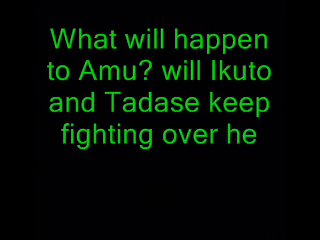 What will happen
to Amu? will Ikuto
and Tadase keep
fighting over he